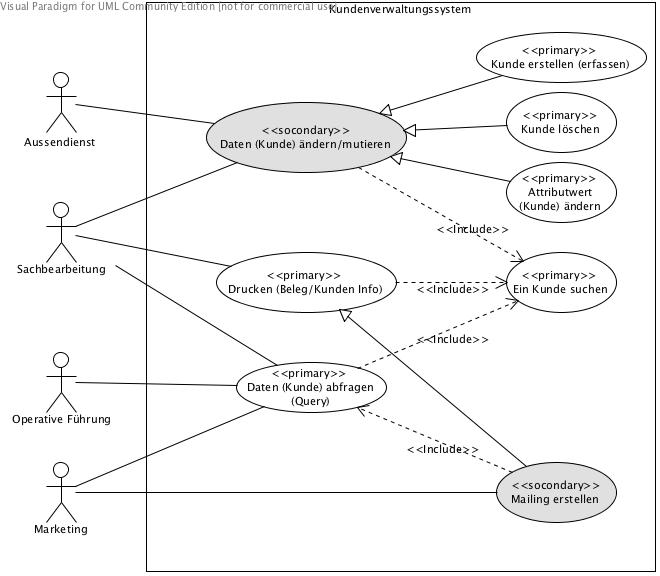 Visual Paradigm for UML Community Edition [not for commercial use]
Kundenverwaltungssystem
<<primary>>
Kunde erstellen (erfassen)
Aussendienst
<<socondary>>
Daten (Kunde) ändern/mutieren
<<primary>>
Kunde löschen
<<primary>>
Attributwert
(Kunde) ändern
<<Include>>
Sachbearbeitung
<<primary>>
Drucken (Beleg/Kunden Info)
<<Include>>
<<primary>>
Ein Kunde suchen
<<Include>>
Operative Führung
<<primary>>
Daten (Kunde) abfragen
(Query)
<<Include>>
Marketing
<<socondary>>
Mailing erstellen